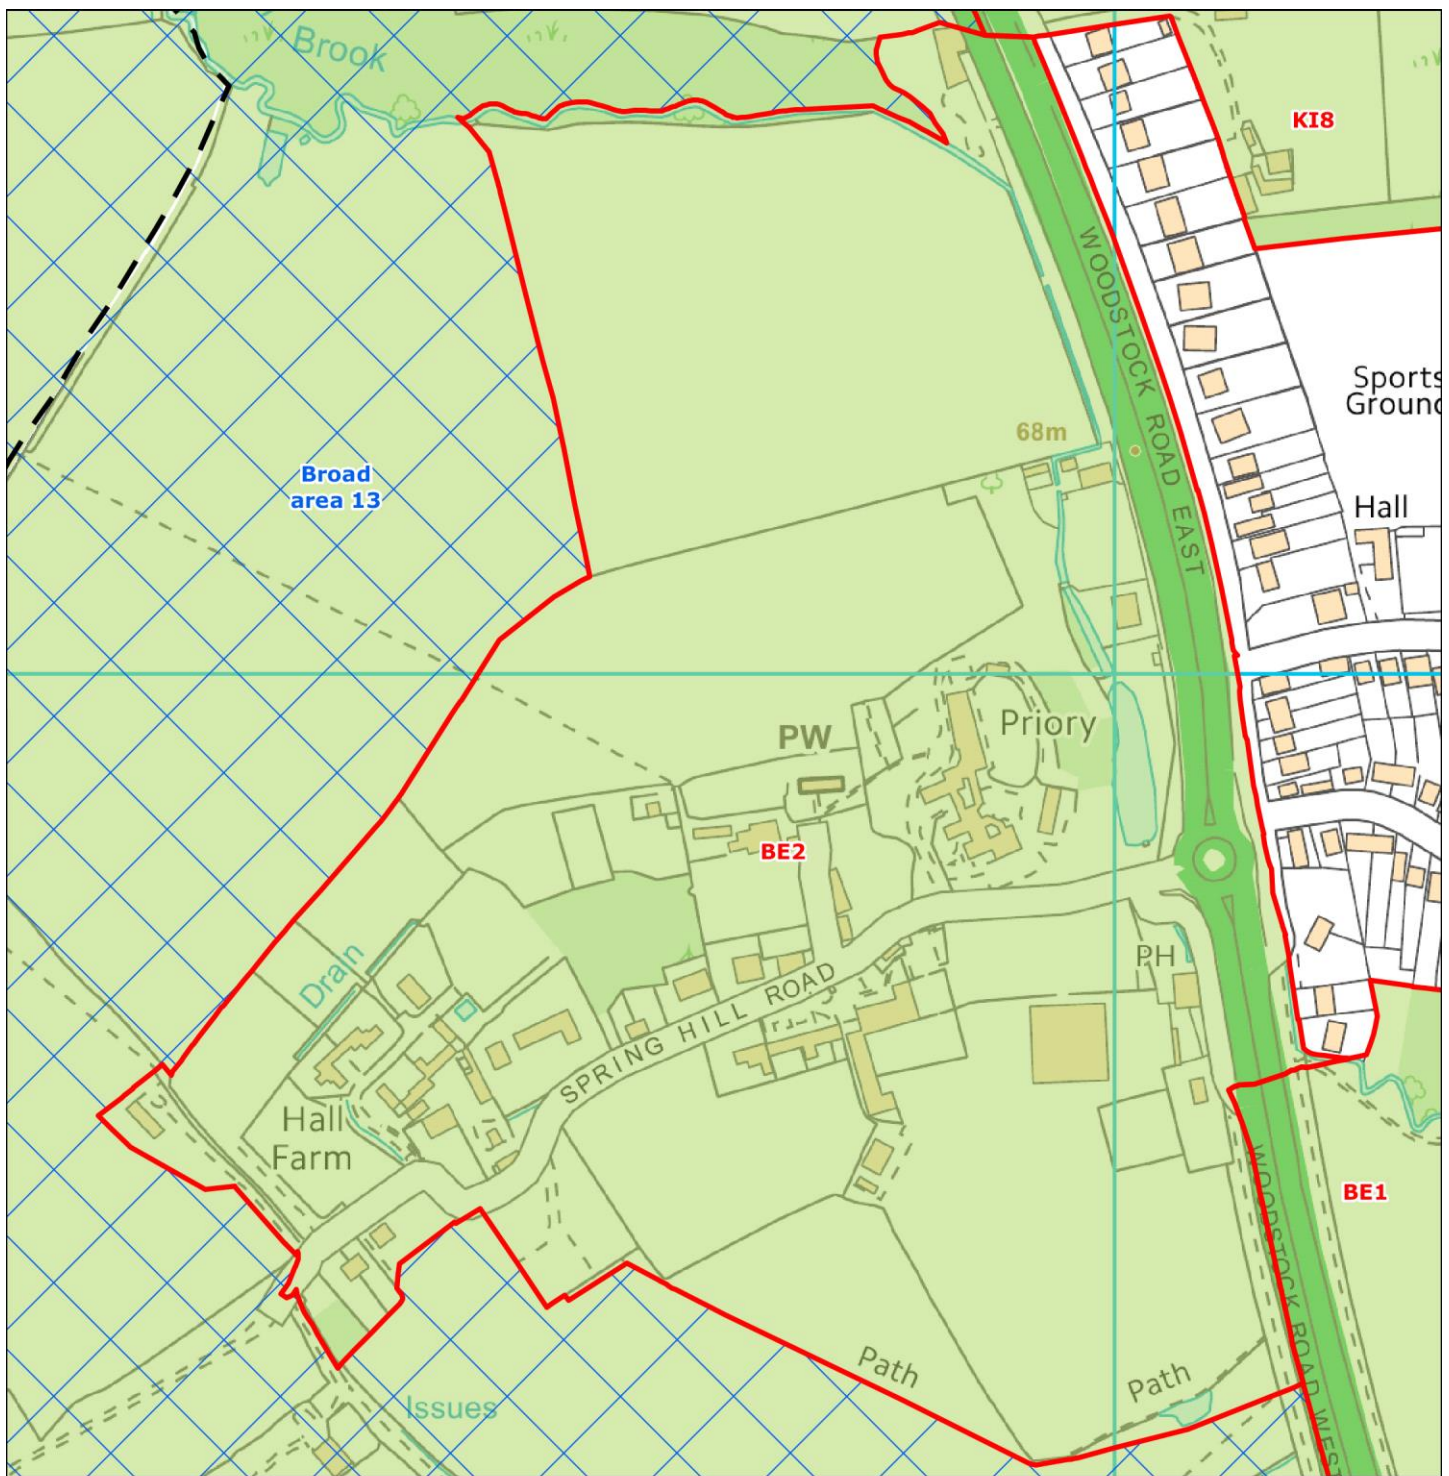 Brook
KI8
WOODSTOCK ROAD EAST
Sports
Ground
68m
Broad
area 13
Hall
Priory
PW
BE2
Drain
PH
SPRING HILL ROAD
Hall
Farm
BE1
WOODSTOCK ROAD WEST
Path
Path
Issues